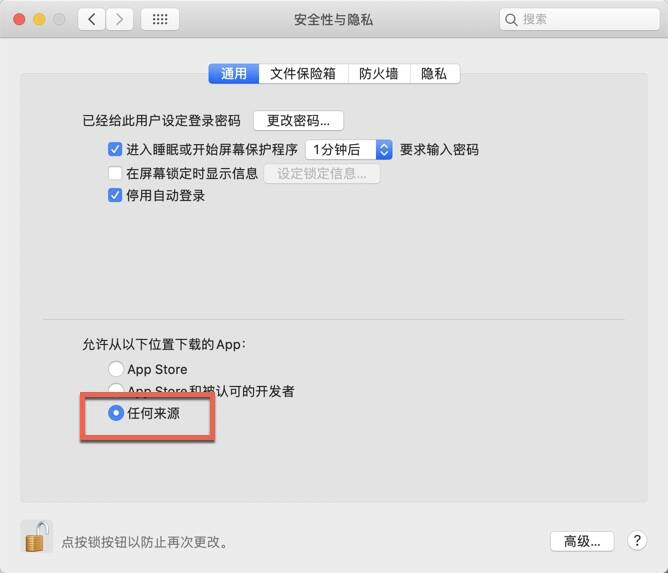 安全性与隐私
搜索
通用 文件保险箱 防火墙 隐私
已经给此用户设定登录密码 更改密码...
进入睡眠或开始屏幕保护程序 1分钟后 要求输入密码
在屏幕锁定时显示信息 设定锁定信息...
停用自动登录
允许从以下位置下载的App：
App Store
App Store和被认可的开发者
任何来源
点按锁按钮以防止再次更改。
高级... ?